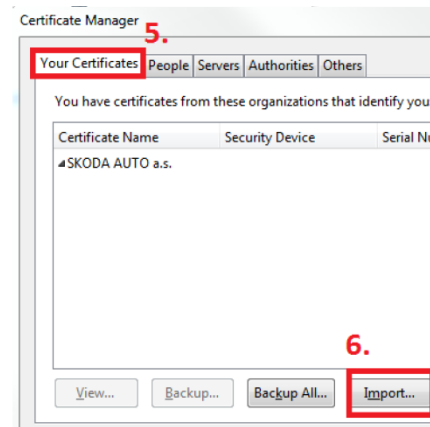 Certificate Manager
5.
Your Certificates People Servers Authorities Others
You have certificates from these organizations that identify you
Certificate Name Security Device Serial Nu
SKODA AUTO a.s.
6.
View... Backup... Backup All... Import...